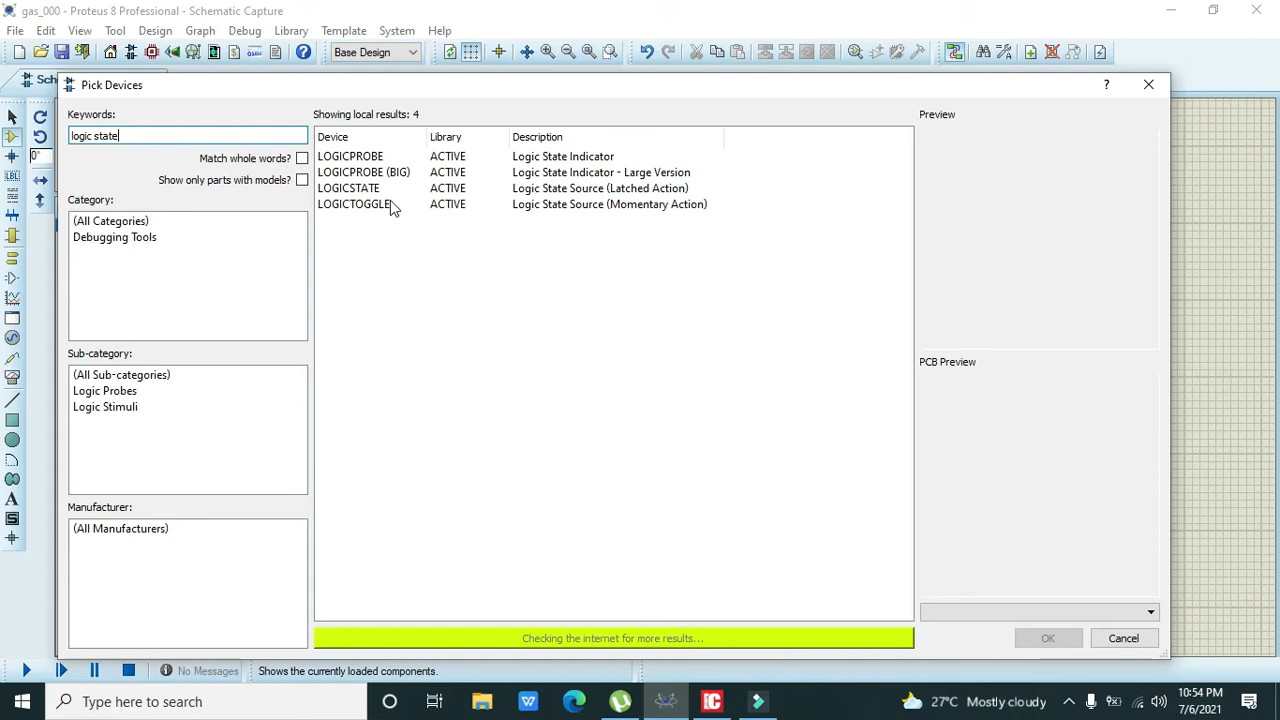 gas_000 - Proteus 8 Professional - Schematic Capture
File Edit View Tool Design Graph Debug Library Template System Help
Base Design
Sch
Pick Devices
?
Keywords:
logic state
Match whole words?
Show only parts with models?
Category:
(All Categories)
Debugging Tools
Sub-category:
(All Sub-categories)
Logic Probes
Logic Stimuli
Manufacturer:
(All Manufacturers)
Showing local results: 4
Device Library Description
LOGICPROBE ACTIVE Logic State Indicator
LOGICPROBE (BIG) ACTIVE Logic State Indicator - Large Version
LOGICSTATE ACTIVE Logic State Source (Latched Action)
LOGICTOGGLE ACTIVE Logic State Source (Momentary Action)
Checking the internet for more results...
Preview
PCB Preview
OK Cancel
0°
LBL
A
S
No Messages Shows the currently loaded components.
Type here to search
W
27°C Mostly cloudy
10:54 PM
7/6/2021